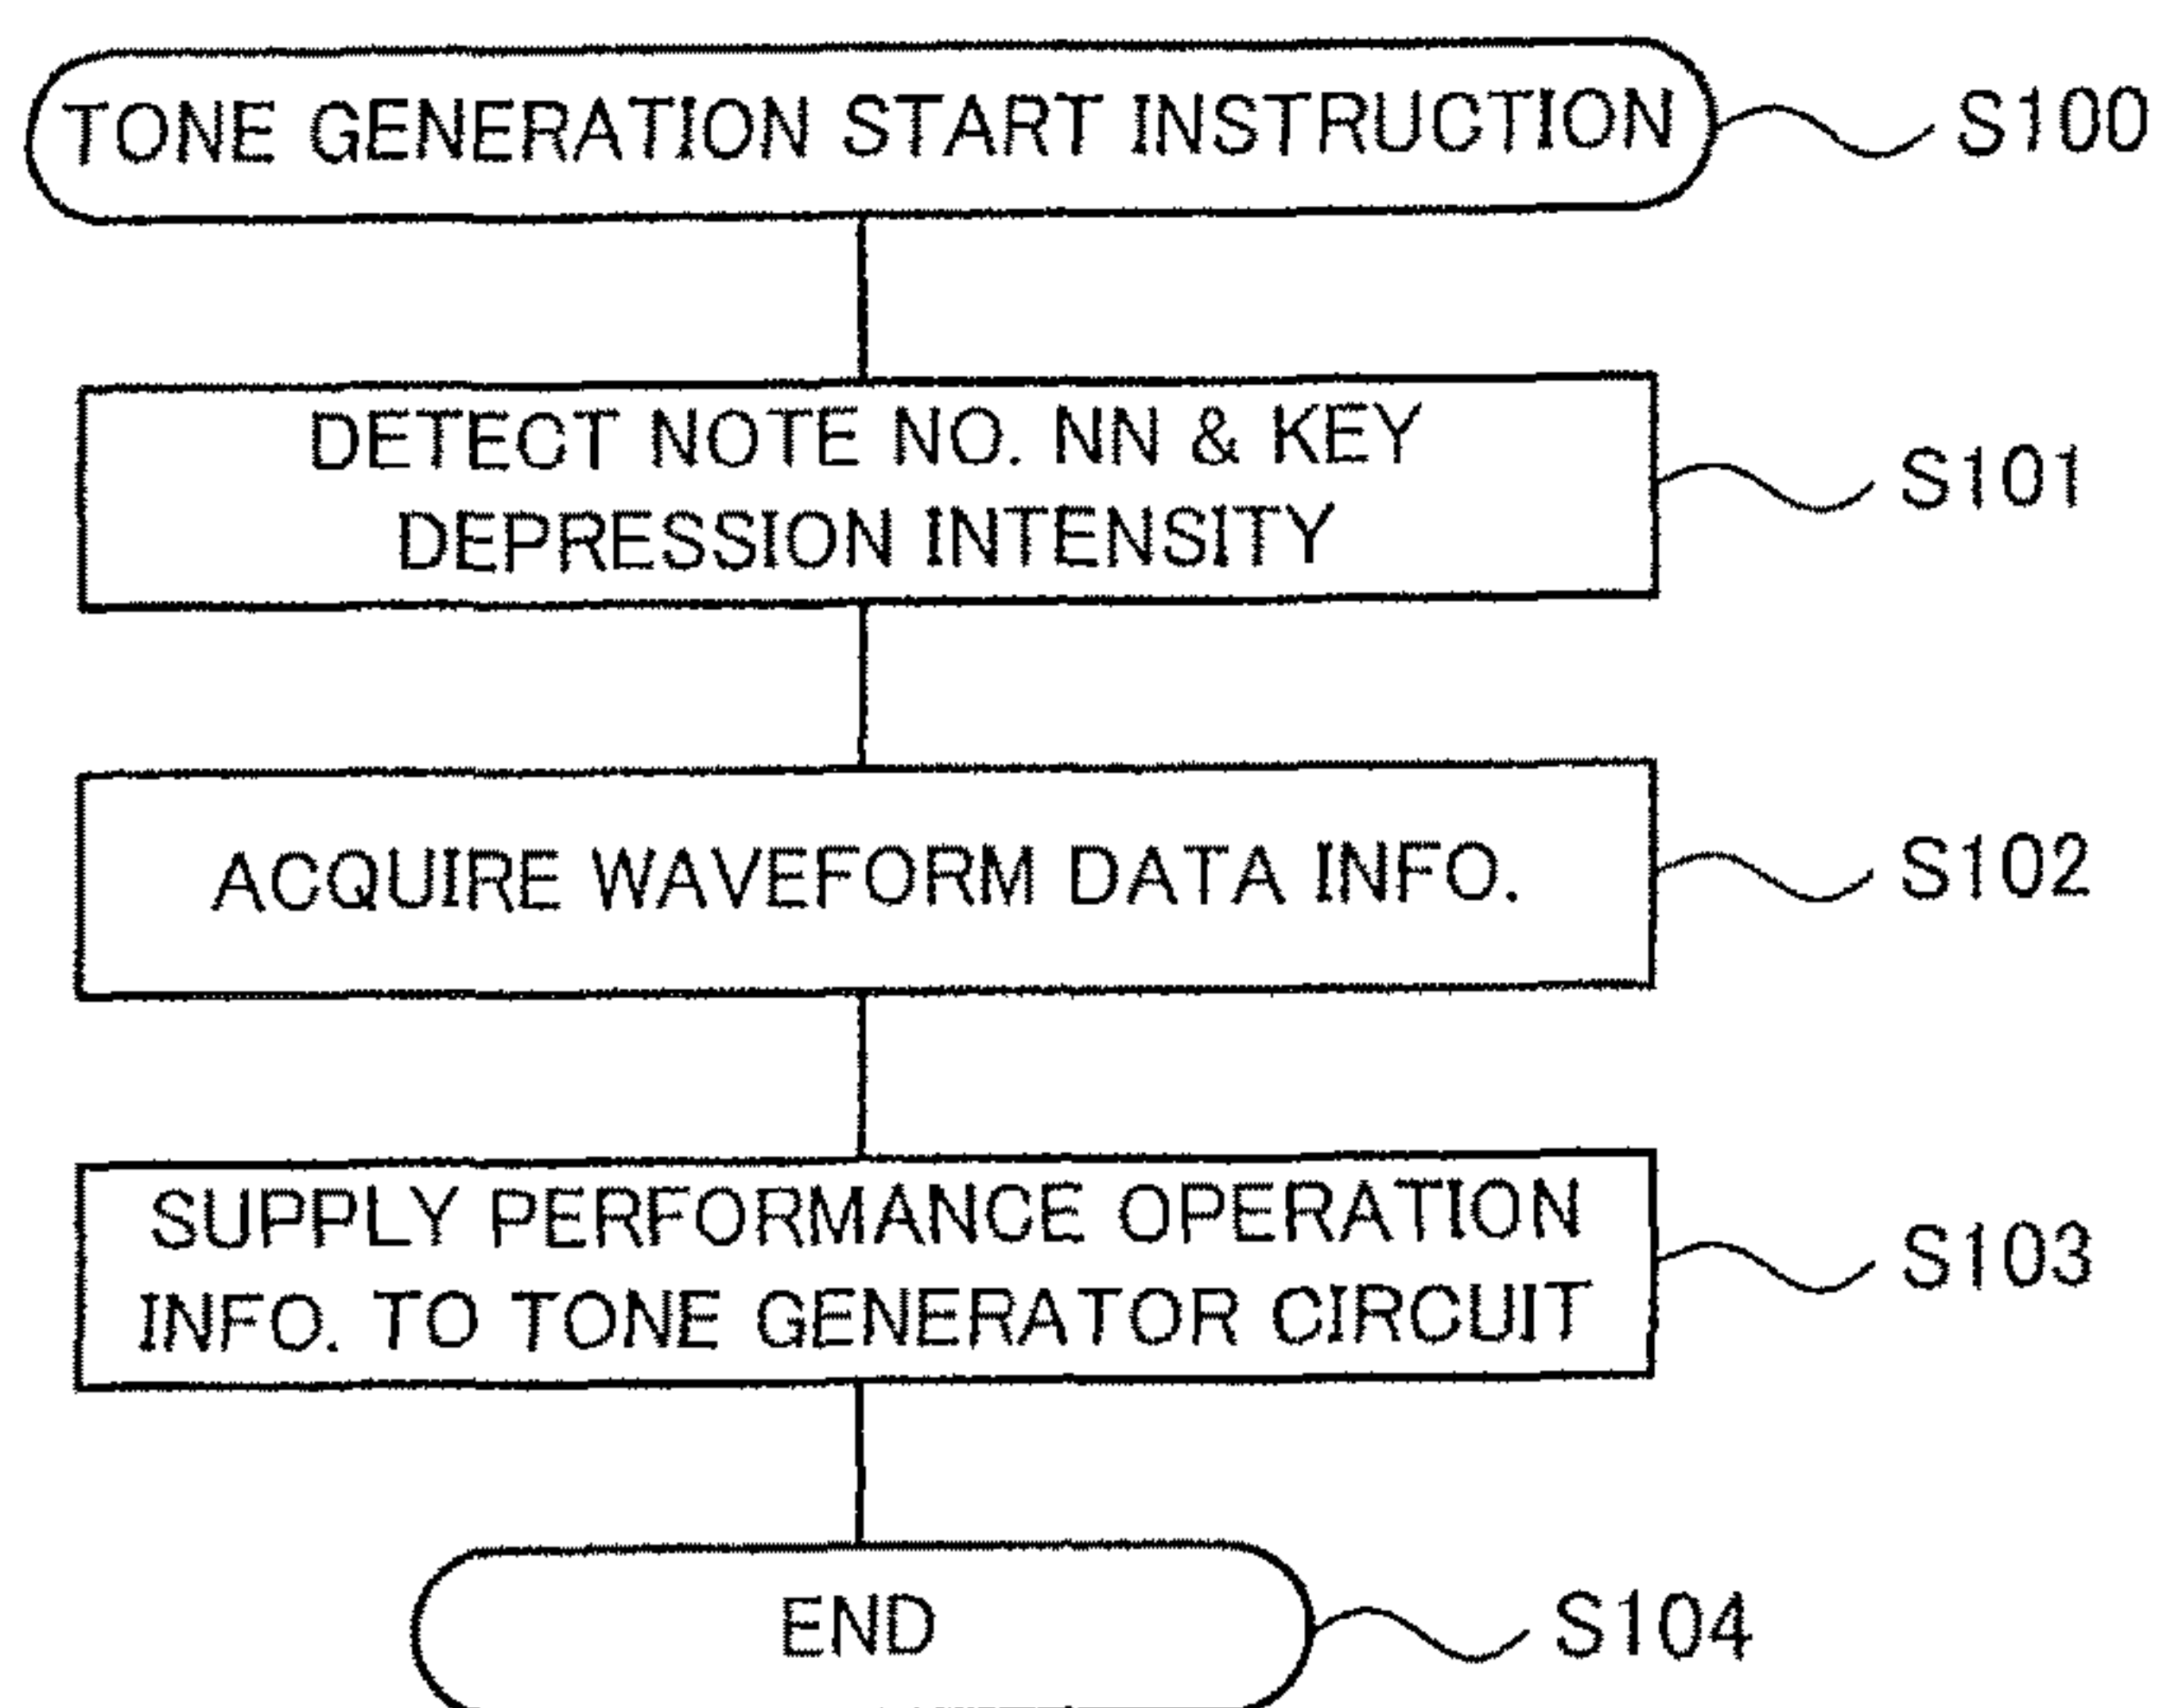 TONE GENERATION START INSTRUCTION
S100
DETECT NOTE NO. NN & KEY
DEPRESSION INTENSITY
S101
ACQUIRE WAVEFORM DATA INFO.
S102
SUPPLY PERFORMANCE OPERATION
INFO. TO TONE GENERATOR CIRCUIT
S103
END
S104